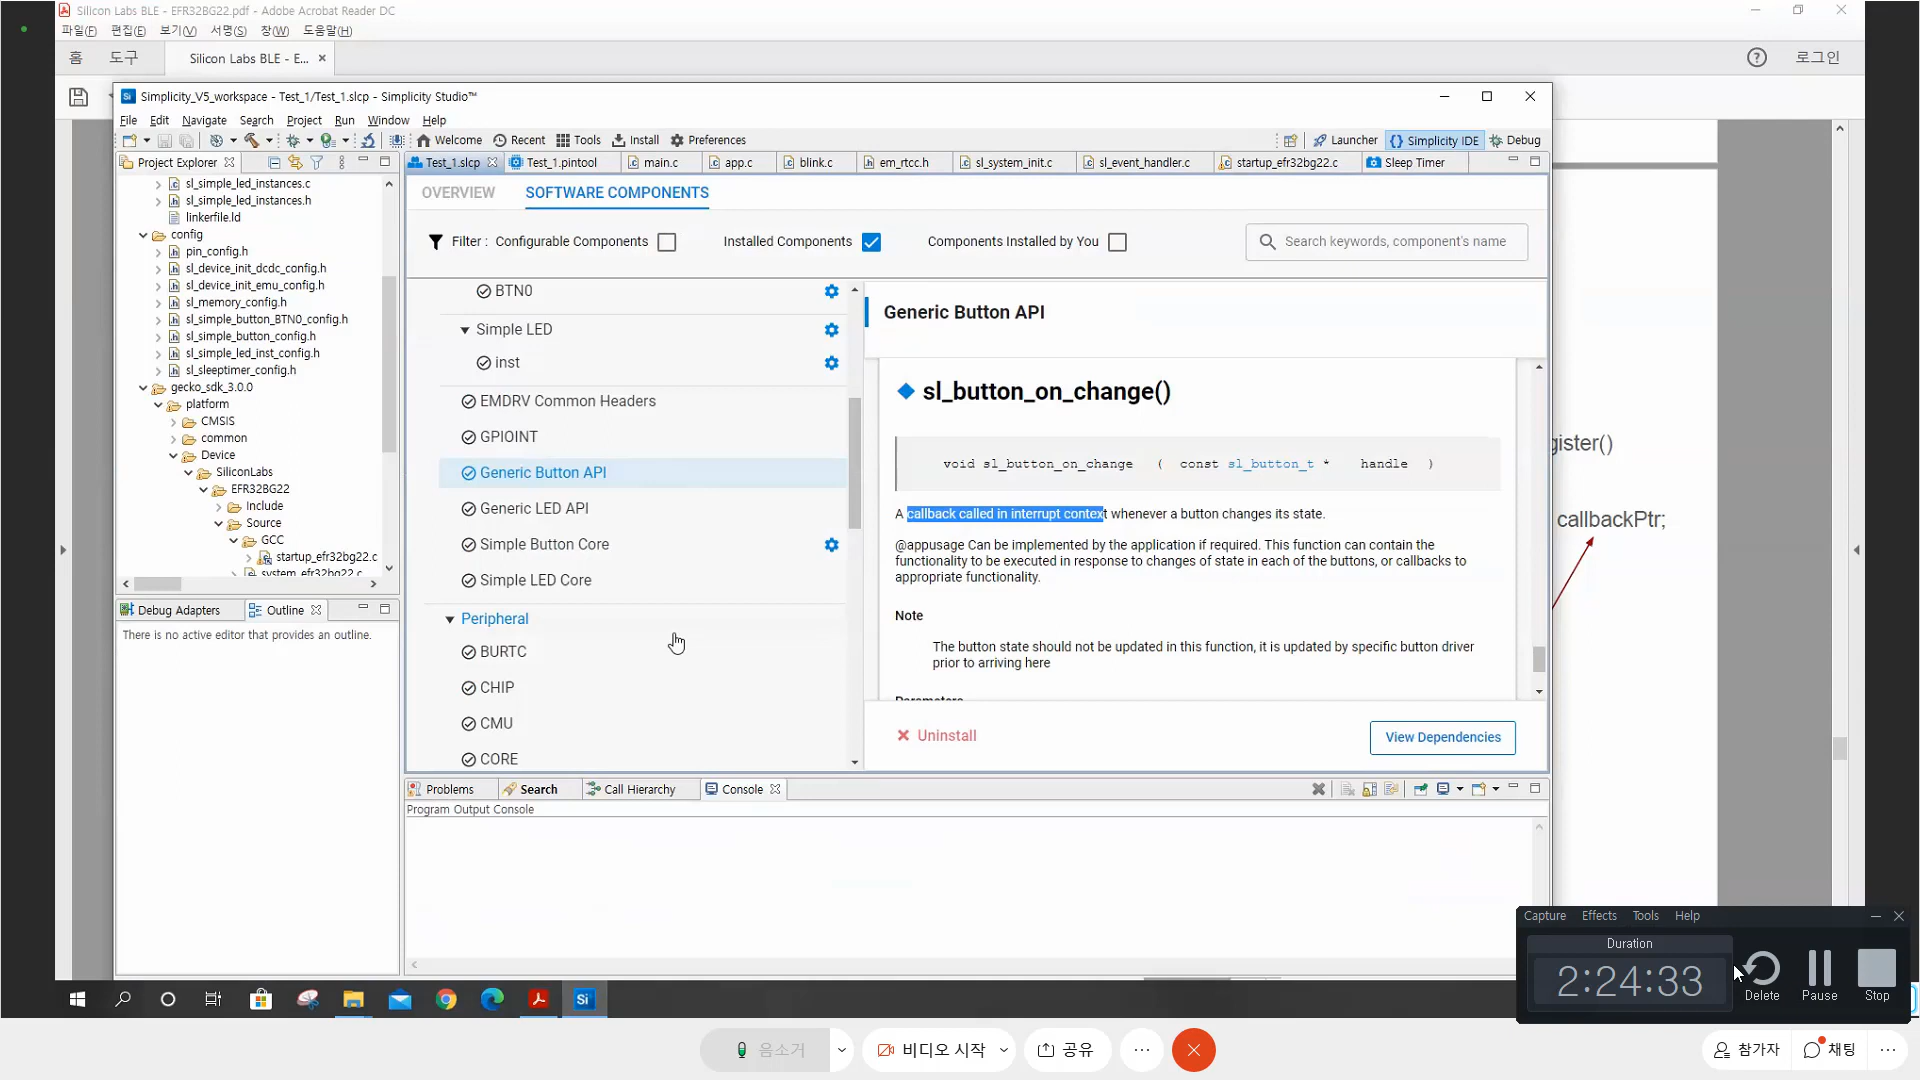 Silicon Labs BLE - EFR32BG22.pdf - Adobe Acrobat Reader DC
파일(F) 편집(E) 보기(V) 서명(S) 창(W) 도움말(H)
홈 도구 Silicon Labs BLE - E... × 로그인
Simplicity_V5_workspace - Test_1/Test_1.slcp - Simplicity Studio™
File Edit Navigate Search Project Run Window Help
Welcome Recent Tools Install Preferences Launcher Simplicity IDE Debug
Project Explorer Test_1.slcp Test_1.pintool main.c app.c blink.c em_rtcc.h sl_system_init.c sl_event_handler.c startup_efr32bg22.c Sleep Timer
sl_simple_led_instances.c
sl_simple_led_instances.h
linkerfile.ld
config
pin_config.h
sl_device_init_dcdc_config.h
sl_device_init_emu_config.h
sl_memory_config.h
sl_simple_button_BTN0_config.h
sl_simple_button_config.h
sl_simple_led_inst_config.h
sl_sleeptimer_config.h
gecko_sdk_3.0.0
platform
CMSIS
common
Device
SiliconLabs
EFR32BG22
Include
Source
GCC
startup_efr32bg22.c
system_efr32bg22.c
Debug Adapters Outline
There is no active editor that provides an outline.
OVERVIEW SOFTWARE COMPONENTS
Filter : Configurable Components Installed Components Components Installed by You Search keywords, component's name
BTN0
Simple LED
inst
EMDRV Common Headers
GPIOINT
Generic Button API
Generic LED API
Simple Button Core
Simple LED Core
Peripheral
BURTC
CHIP
CMU
CORE
Generic Button API
sl_button_on_change()
void sl_button_on_change ( const sl_button_t * handle )
A callback called in interrupt context whenever a button changes its state.
@appusage Can be implemented by the application if required. This function can contain the
functionality to be executed in response to changes of state in each of the buttons, or callbacks to
appropriate functionality.
Note
The button state should not be updated in this function, it is updated by specific button driver
prior to arriving here
Parameters
Uninstall View Dependencies
Problems Search Call Hierarchy Console
Program Output Console
gister()
callbackPtr;
Capture Effects Tools Help
Duration
2:24:33
Delete Pause Stop
음소거 비디오 시작 공유 참가자 채팅